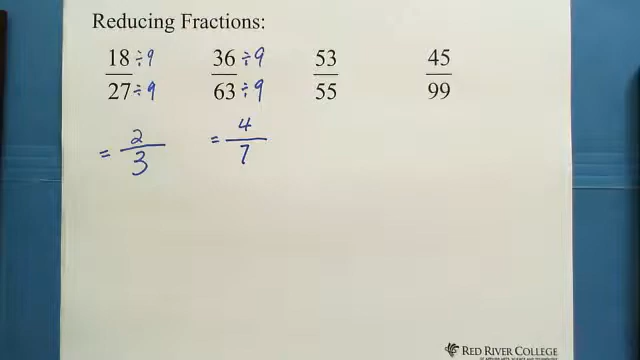 Reducing Fractions:
18÷9 36÷9 53 45
27÷9 63÷9 55 99
= 2/3 = 4/7
RED RIVER COLLEGE